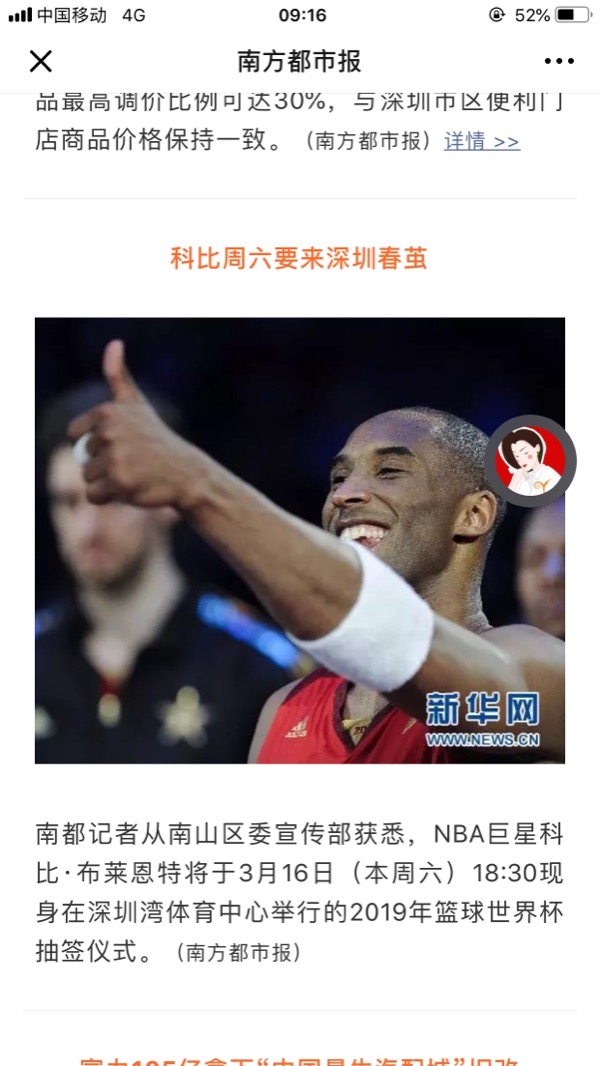 中国移动 4G 09:16 52%
南方都市报
品最高调价比例可达30%，与深圳市区便利门
店商品价格保持一致。（南方都市报）详情 >>
科比周六要来深圳春茧
新华网
WWW.NEWS.CN
南都记者从南山区委宣传部获悉，NBA巨星科
比·布莱恩特将于3月16日（本周六）18:30现
身在深圳湾体育中心举行的2019年篮球世界杯
抽签仪式。（南方都市报）